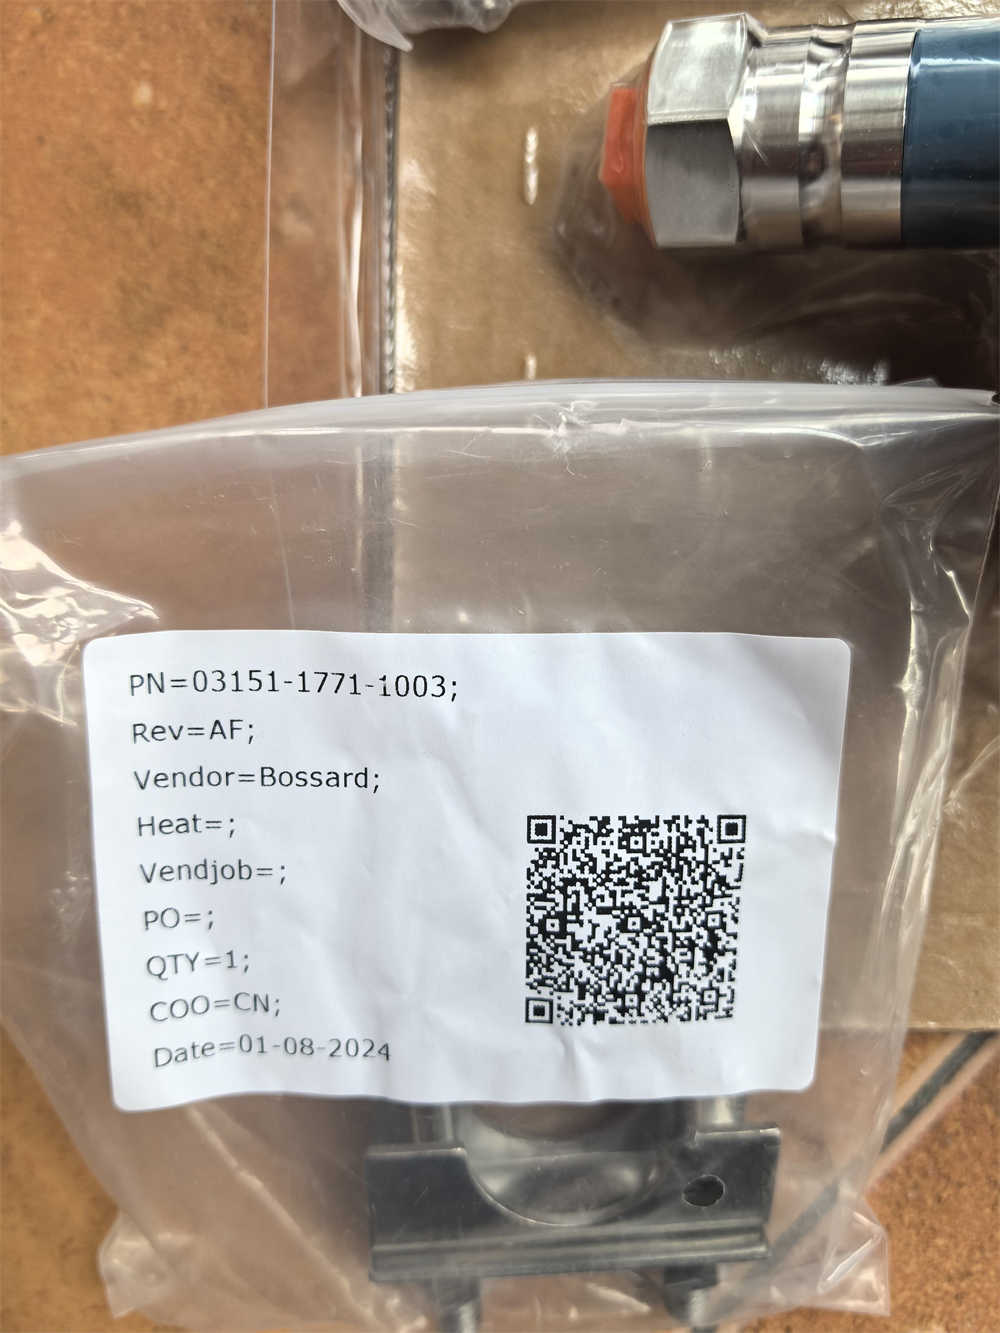 PN=03151-1771-1003;
Rev=AF;
Vendor=Bossard;
Heat=;
Vendjob=;
PO=;
QTY=1;
COO=CN;
Date=01-08-2024